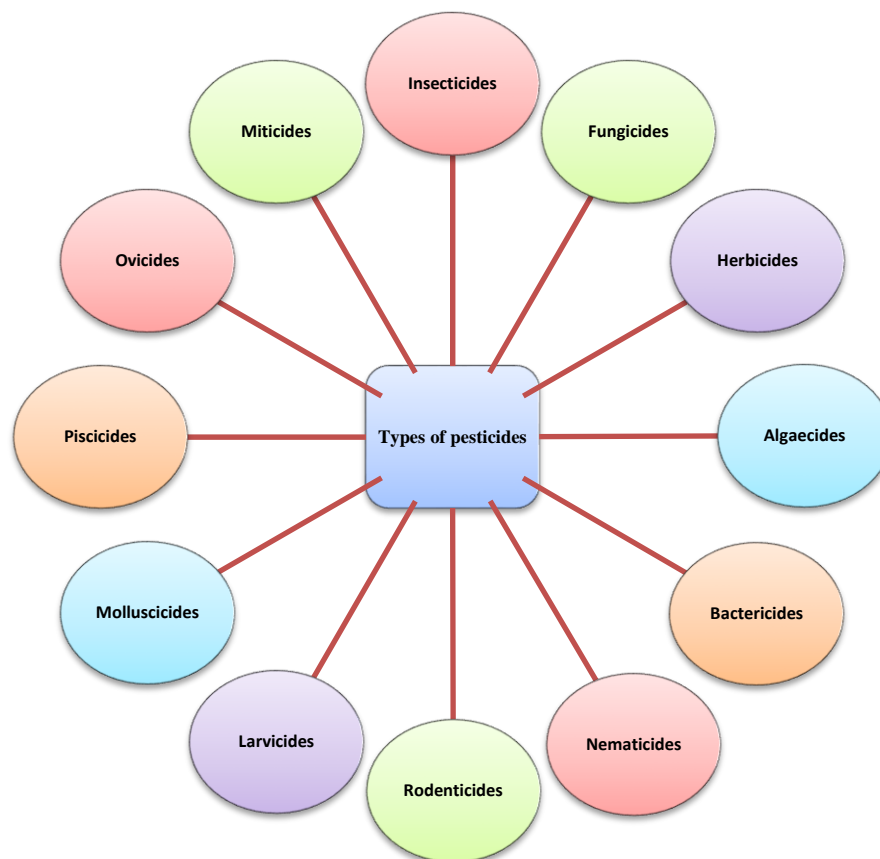 Insecticides
Fungicides
Herbicides
Algaecides
Bactericides
Nematicides
Rodenticides
Larvicides
Molluscicides
Piscicides
Ovicides
Miticides
Types of pesticides